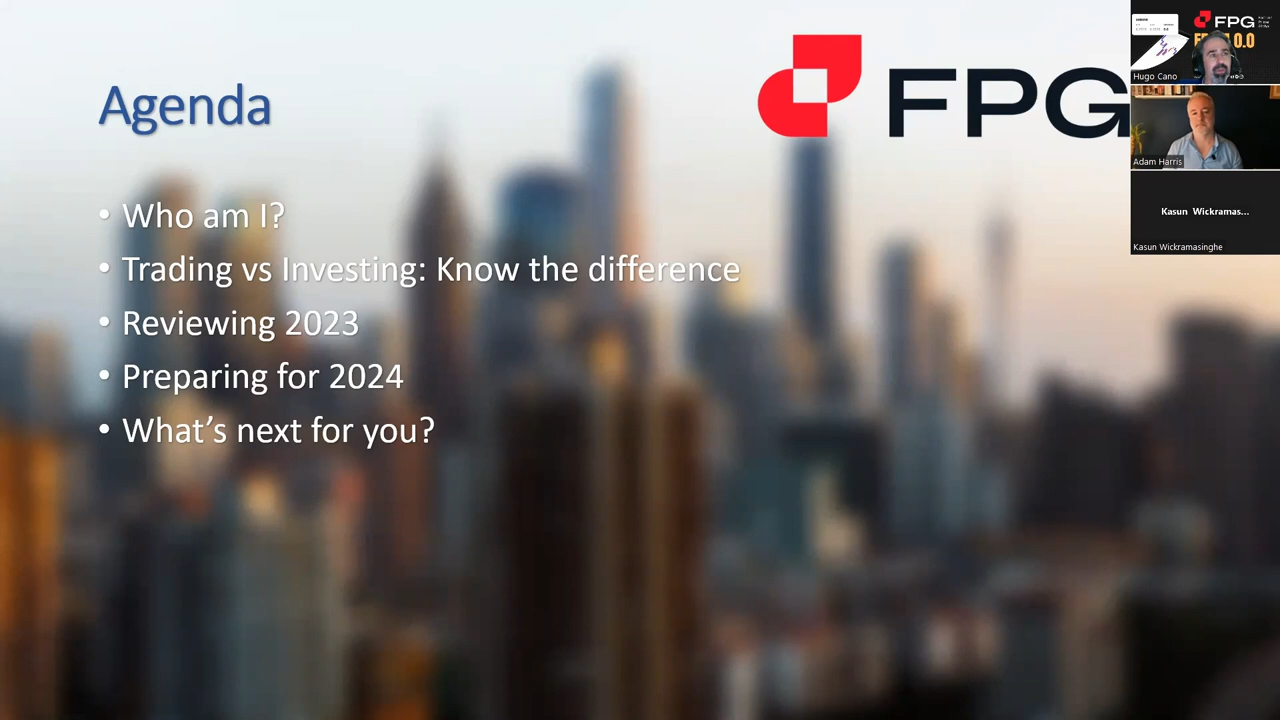 Agenda
FPG
• Who am I?
• Trading vs Investing: Know the difference
• Reviewing 2023
• Preparing for 2024
• What’s next for you?
FPG
Hugo Cano
Adam Harris
Kasun Wickramas...
Kasun Wickramasinghe